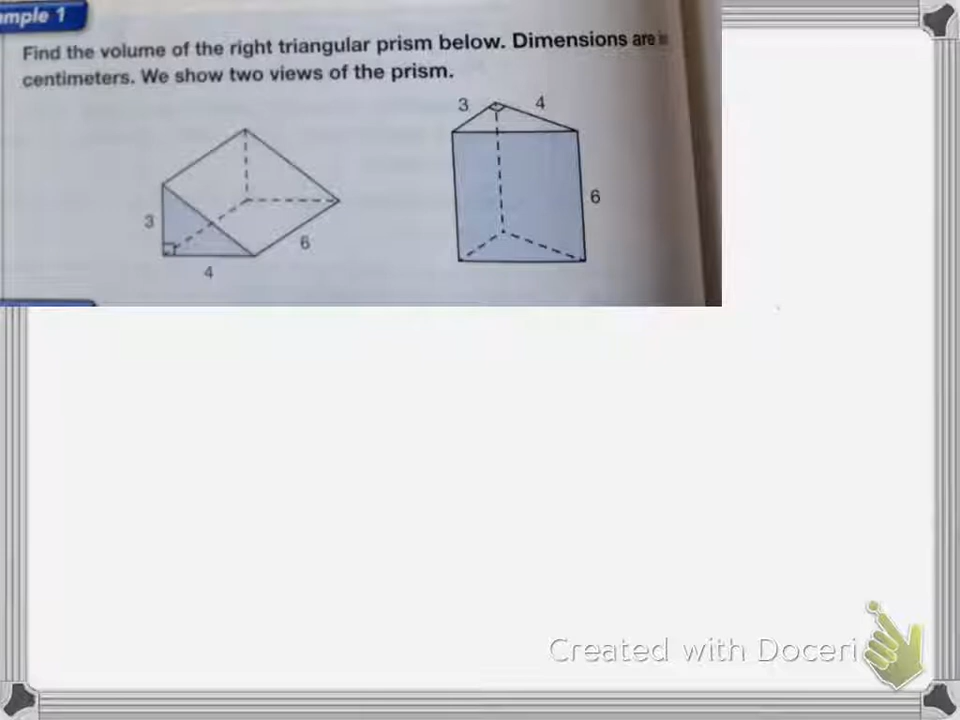 mple 1
Find the volume of the right triangular prism below. Dimensions are
centimeters. We show two views of the prism.
3 4
3 6 6
4
Created with Doceri